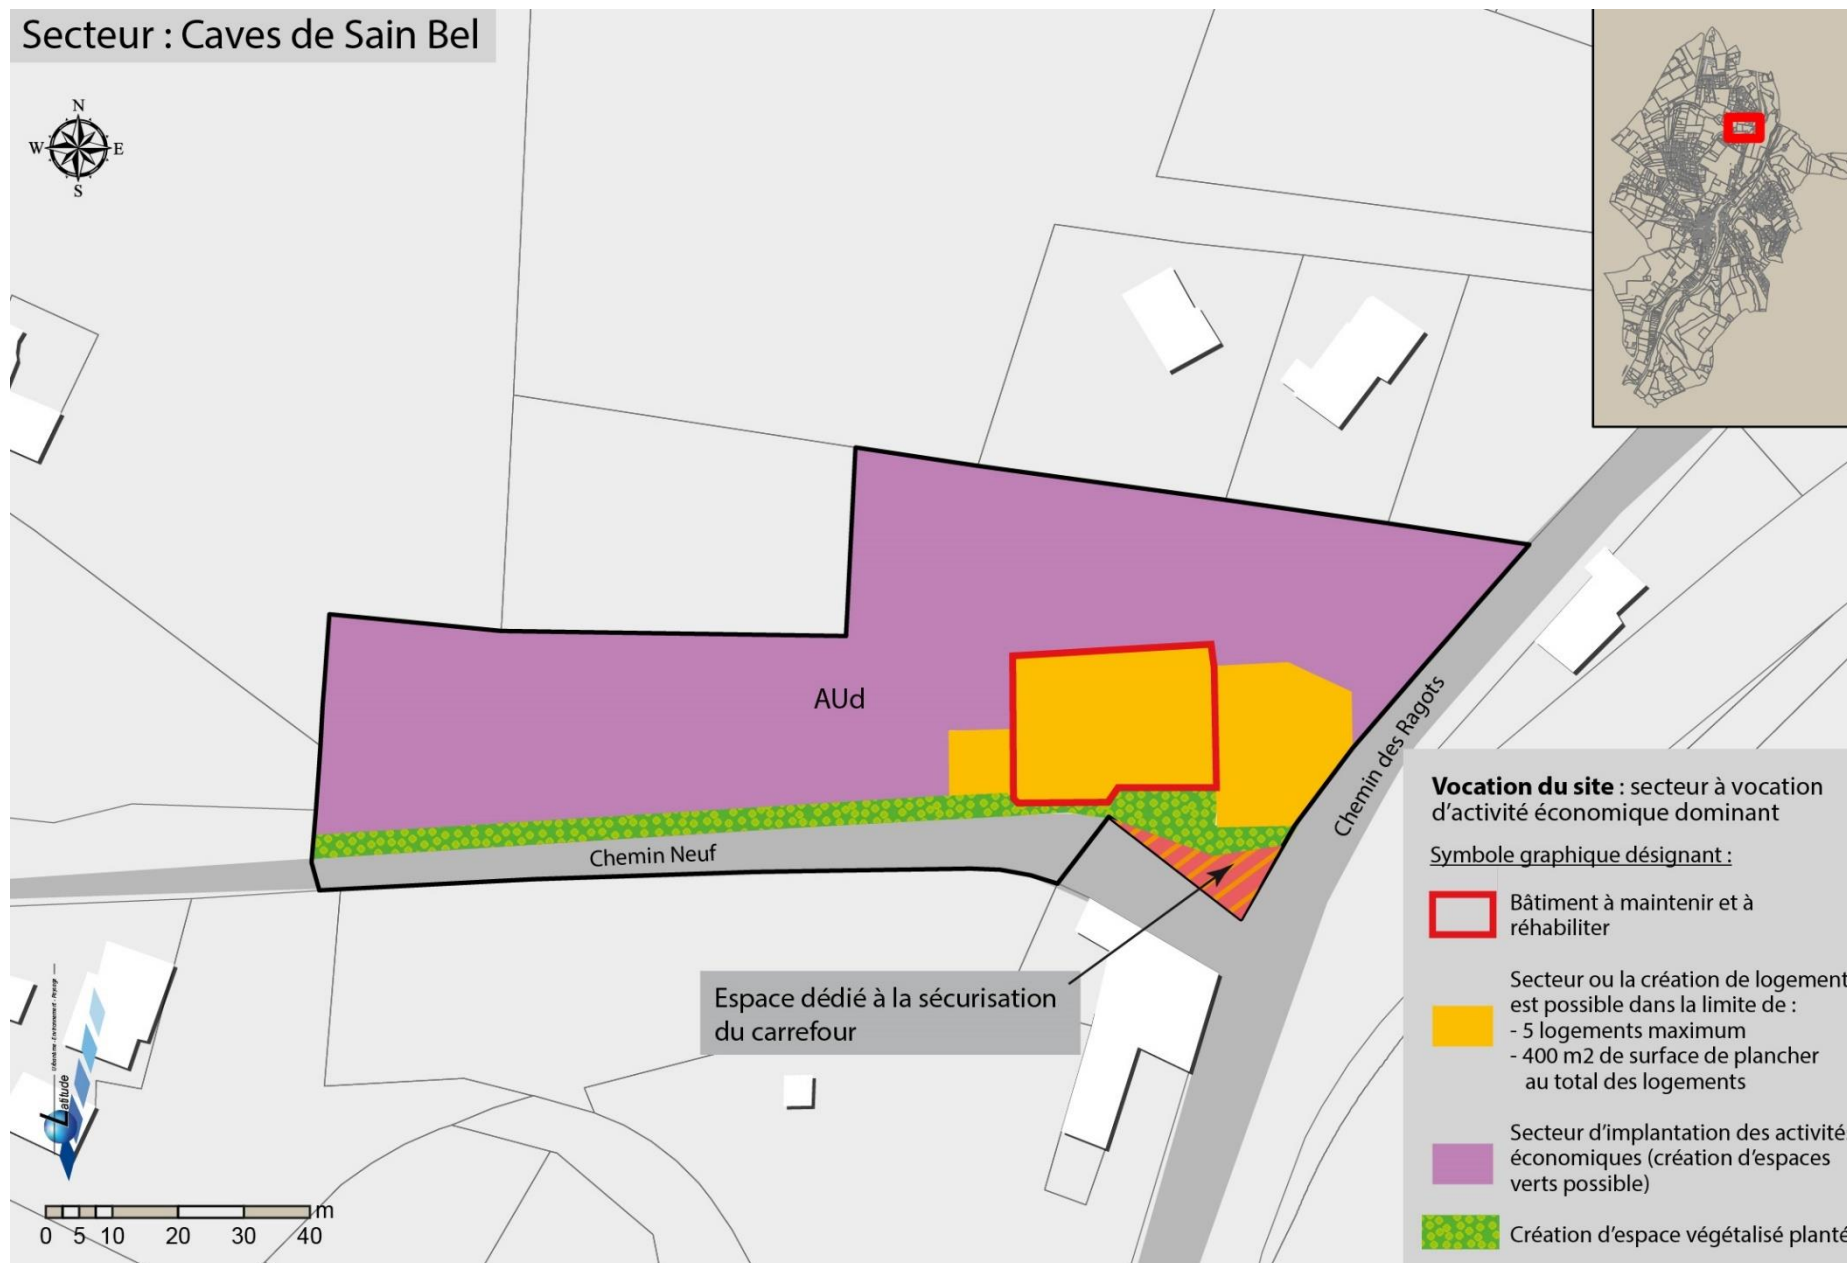 Secteur : Caves de Sain Bel
N
W E
S
AUd
Chemin Neuf
Chemin des Ragots
Espace dédié à la sécurisation
du carrefour
Vocation du site : secteur à vocation
d'activité économique dominant
Symbole graphique désignant :
Bâtiment à maintenir et à
réhabiliter
Secteur ou la création de logement
est possible dans la limite de :
- 5 logements maximum
- 400 m2 de surface de plancher
au total des logements
Secteur d'implantation des activité
économiques (création d'espaces
verts possible)
Création d'espace végétalisé planté
Latitude
Urbanisme - Environnement - Paysage
m
0 5 10 20 30 40